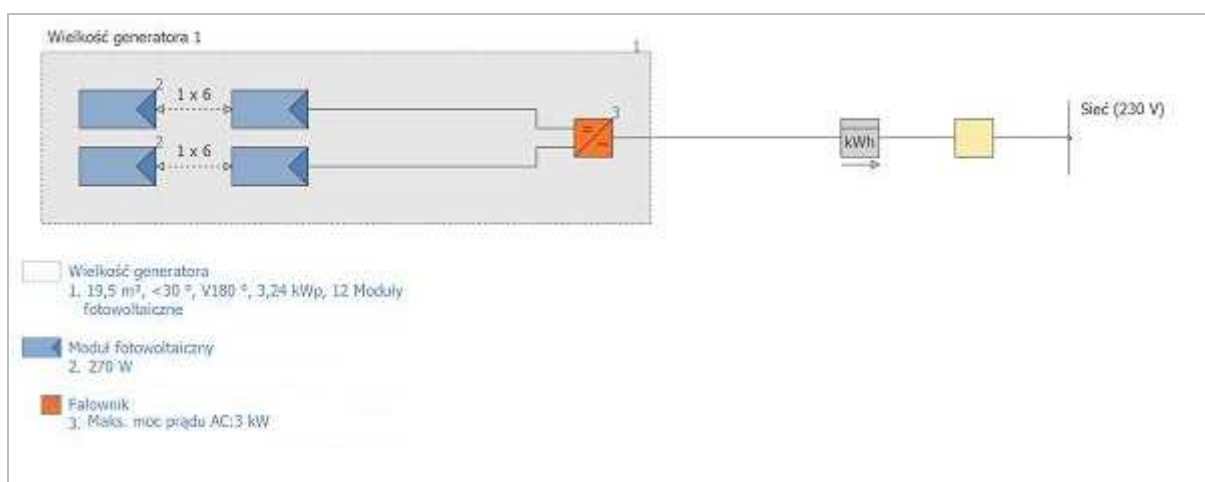 Wielkość generatora 1
1
2
1 x 6
2
1 x 6
3
kWh
Sieć (230 V)
Wielkość generatora
1. 19,5 m², <30 °, V180 °, 3,24 kWp, 12 Moduły
fotowoltaiczne
Moduł fotowoltaiczny
2. 270 W
Falownik
3. Maks. moc prądu AC:3 kW